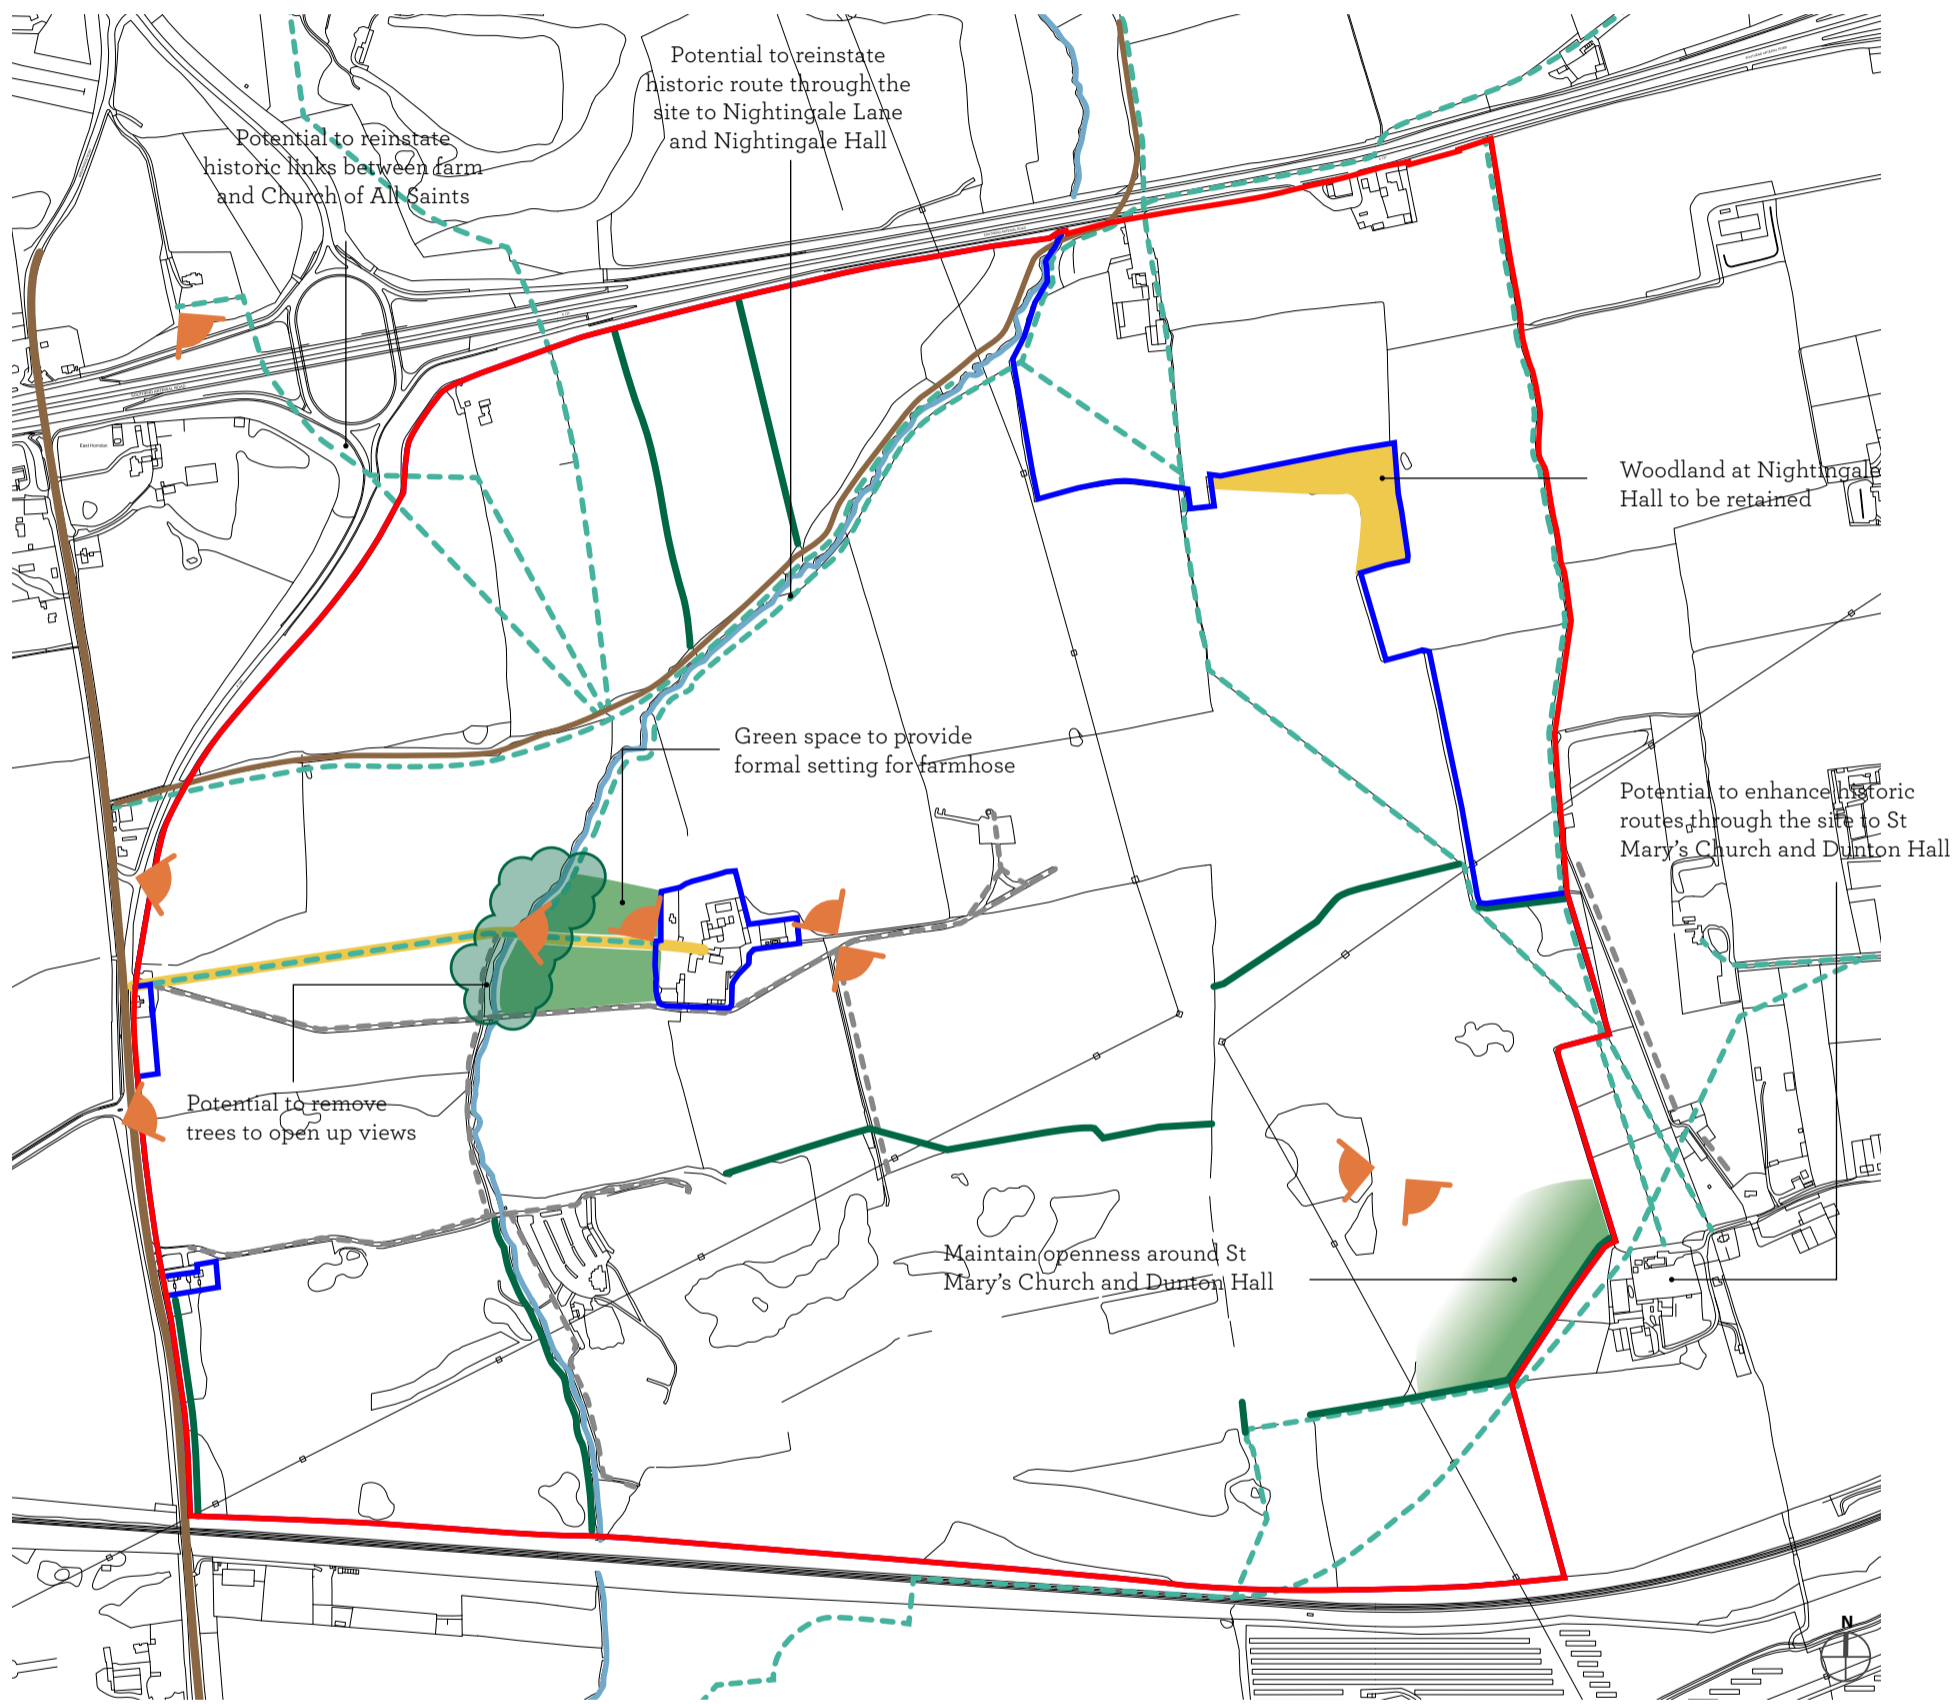 Potential to reinstate
historic route through the
site to Nightingale Lane
and Nightingale Hall
Potential to reinstate
historic links between farm
and Church of All Saints
East Horndon
Woodland at Nightingale
Hall to be retained
Green space to provide
formal setting for farmhose
Potential to enhance historic
routes through the site to St
Mary's Church and Dunton Hall
Potential to remove
trees to open up views
Maintain openness around St
Mary's Church and Dunton Hall
N